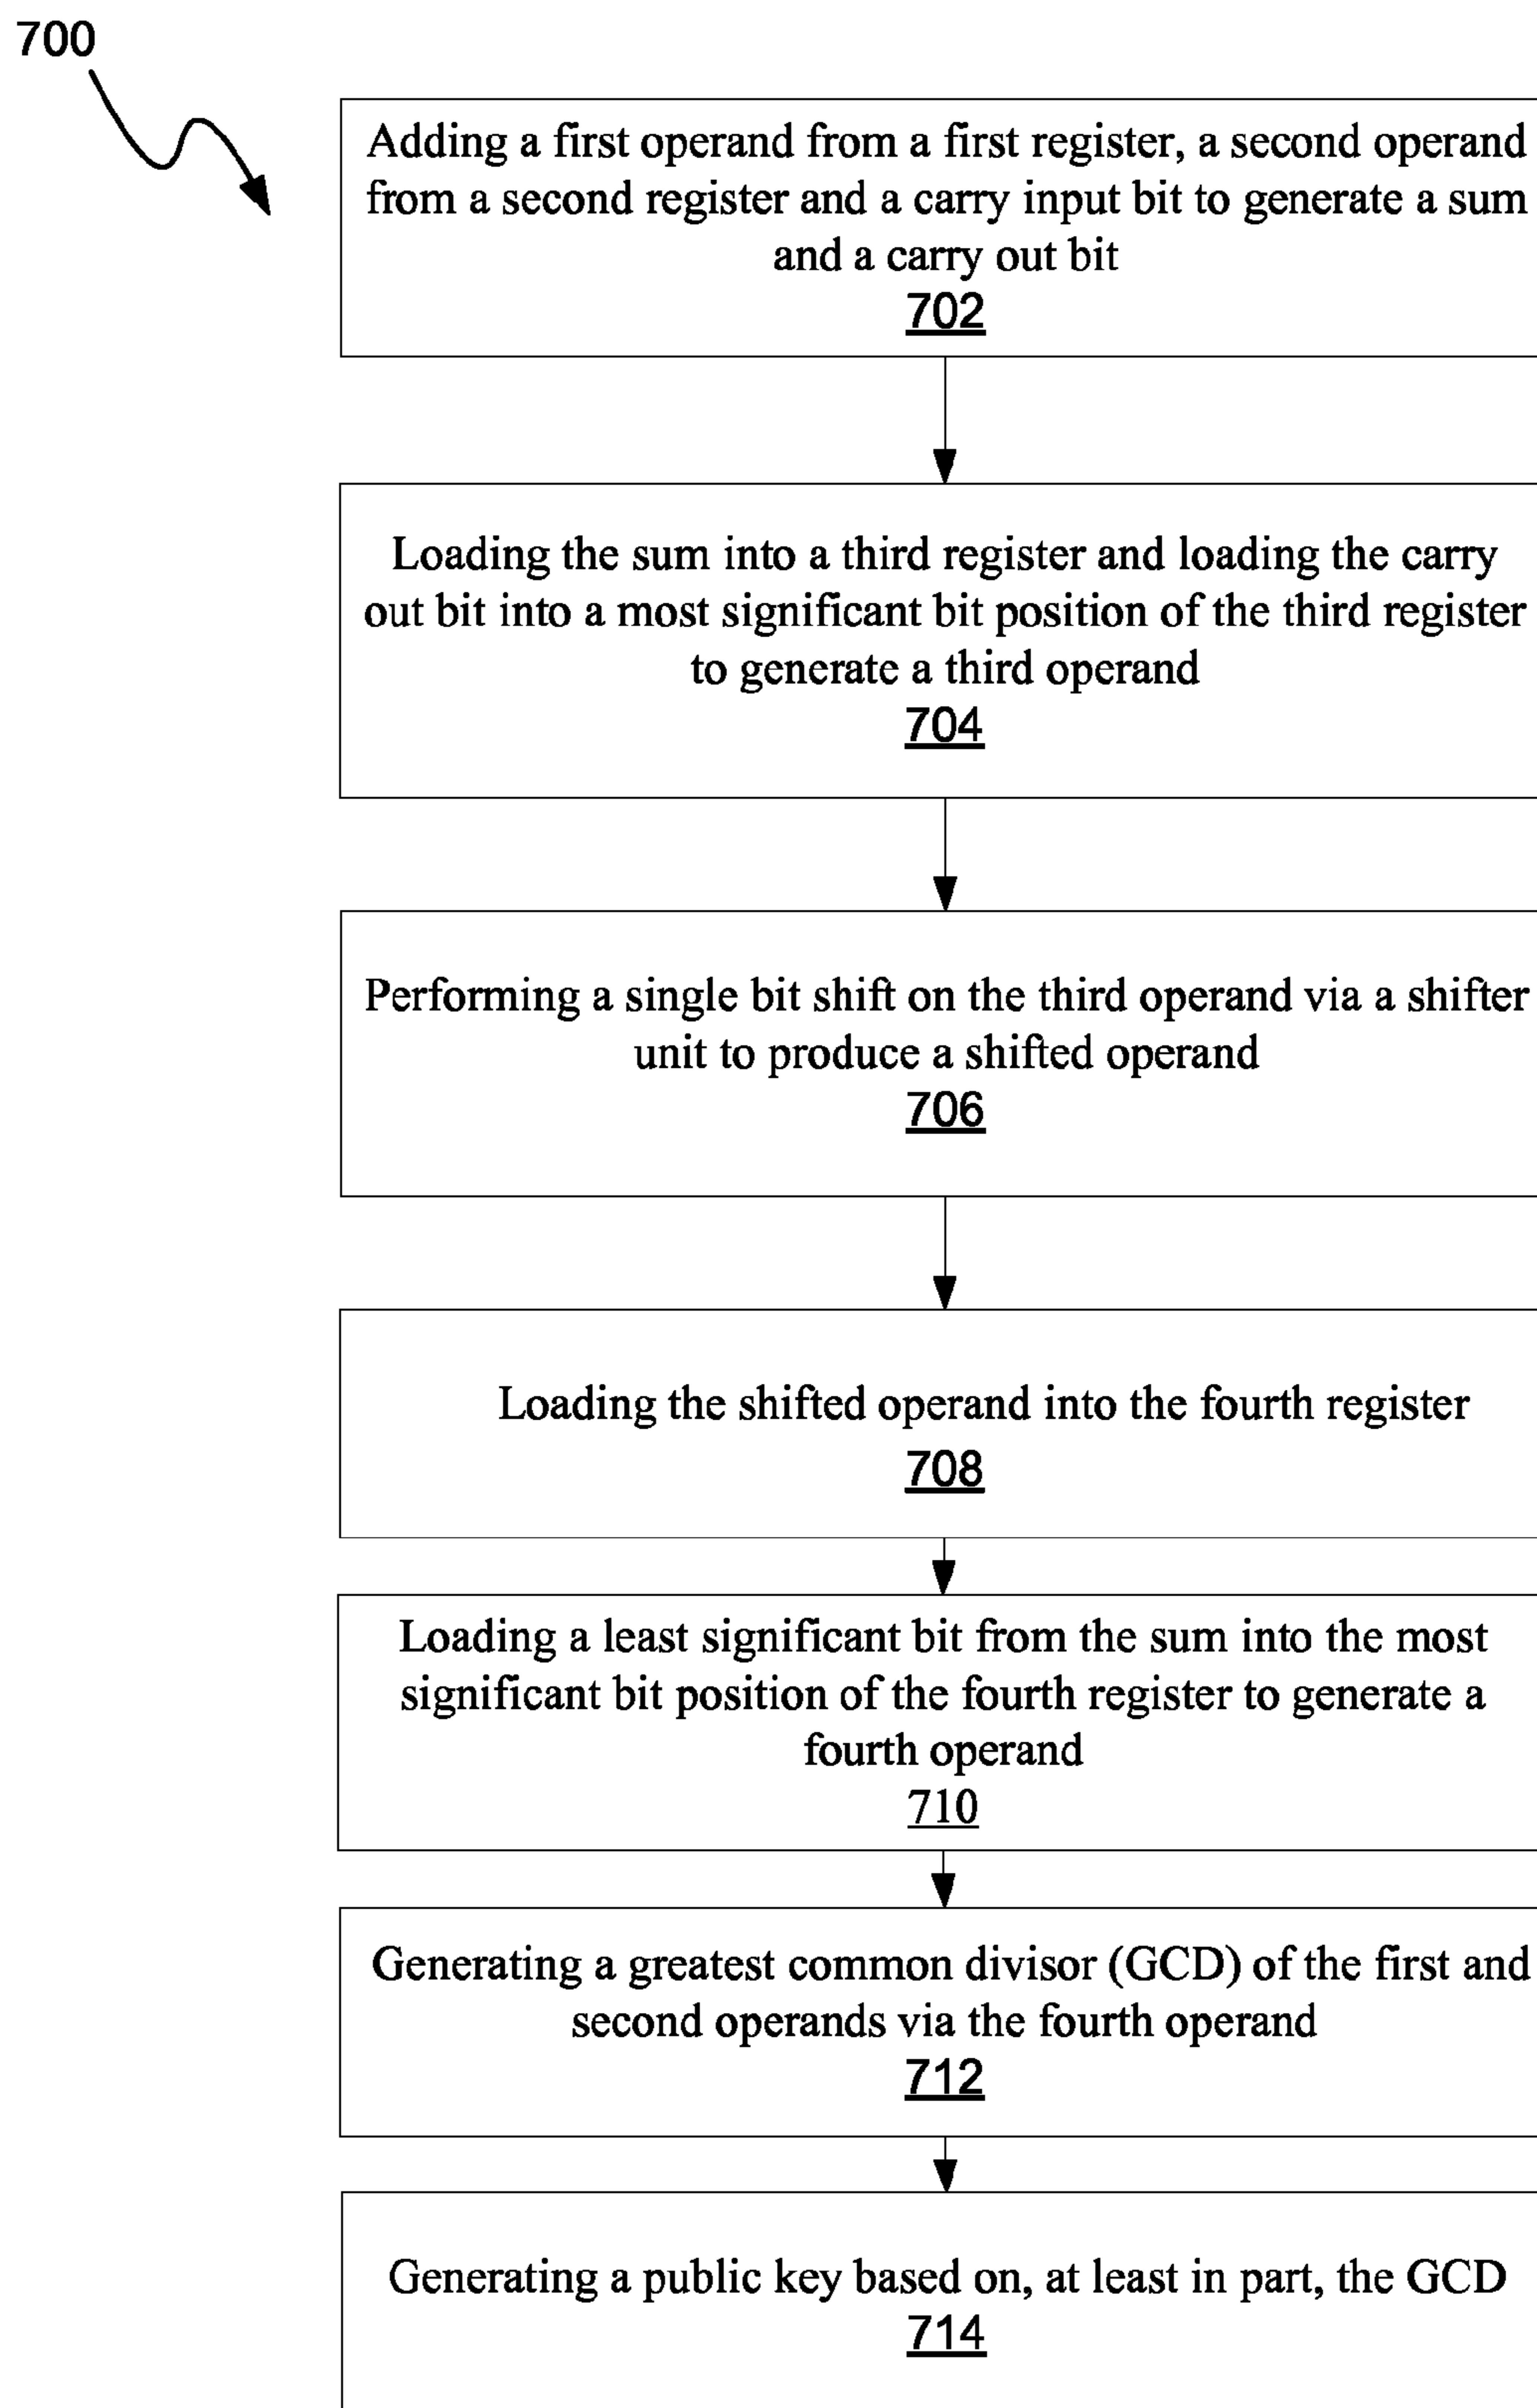 700
Adding a first operand from a first register, a second operand
from a second register and a carry input bit to generate a sum
and a carry out bit
702
Loading the sum into a third register and loading the carry
out bit into a most significant bit position of the third register
to generate a third operand
704
Performing a single bit shift on the third operand via a shifter
unit to produce a shifted operand
706
Loading the shifted operand into the fourth register
708
Loading a least significant bit from the sum into the most
significant bit position of the fourth register to generate a
fourth operand
710
Generating a greatest common divisor (GCD) of the first and
second operands via the fourth operand
712
Generating a public key based on, at least in part, the GCD
714